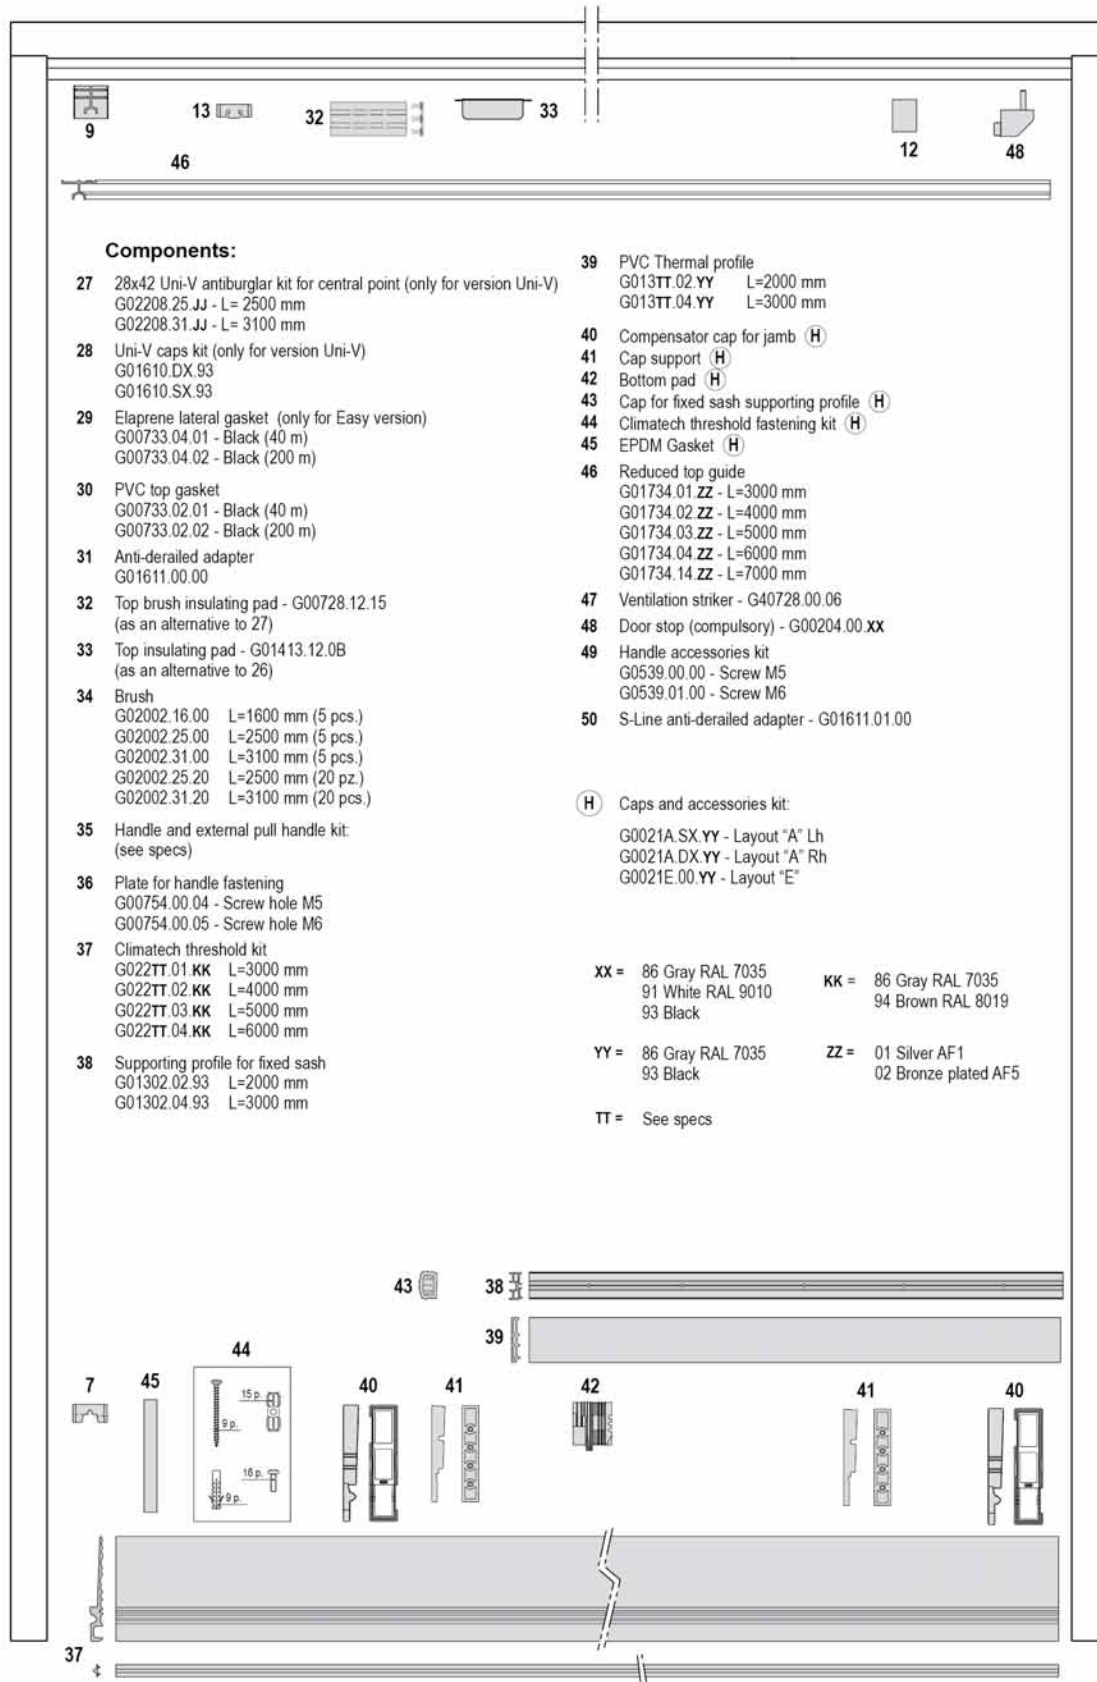 9
13
32
33
12
48
46
Components:
27 28x42 Uni-V antiburglar kit for central point (only for version Uni-V)
G02208.25.JJ - L= 2500 mm
G02208.31.JJ - L= 3100 mm
28 Uni-V caps kit (only for version Uni-V)
G01610.DX.93
G01610.SX.93
29 Elaprene lateral gasket (only for Easy version)
G00733.04.01 - Black (40 m)
G00733.04.02 - Black (200 m)
30 PVC top gasket
G00733.02.01 - Black (40 m)
G00733.02.02 - Black (200 m)
31 Anti-derailed adapter
G01611.00.00
32 Top brush insulating pad - G00728.12.15
(as an alternative to 27)
33 Top insulating pad - G01413.12.0B
(as an alternative to 26)
34 Brush
G02002.16.00 L=1600 mm (5 pcs.)
G02002.25.00 L=2500 mm (5 pcs.)
G02002.31.00 L=3100 mm (5 pcs.)
G02002.25.20 L=2500 mm (20 pz.)
G02002.31.20 L=3100 mm (20 pcs.)
35 Handle and external pull handle kit:
(see specs)
36 Plate for handle fastening
G00754.00.04 - Screw hole M5
G00754.00.05 - Screw hole M6
37 Climatech threshold kit
G022TT.01.KK L=3000 mm
G022TT.02.KK L=4000 mm
G022TT.03.KK L=5000 mm
G022TT.04.KK L=6000 mm
38 Supporting profile for fixed sash
G01302.02.93 L=2000 mm
G01302.04.93 L=3000 mm
39 PVC Thermal profile
G013TT.02.YY L=2000 mm
G013TT.04.YY L=3000 mm
40 Compensator cap for jamb H
41 Cap support H
42 Bottom pad H
43 Cap for fixed sash supporting profile H
44 Climatech threshold fastening kit H
45 EPDM Gasket H
46 Reduced top guide
G01734.01.ZZ - L=3000 mm
G01734.02.ZZ - L=4000 mm
G01734.03.ZZ - L=5000 mm
G01734.04.ZZ - L=6000 mm
G01734.14.ZZ - L=7000 mm
47 Ventilation striker - G40728.00.06
48 Door stop (compulsory) - G00204.00.XX
49 Handle accessories kit
G0539.00.00 - Screw M5
G0539.01.00 - Screw M6
50 S-Line anti-derailed adapter - G01611.01.00
H Caps and accessories kit:
G0021A.SX.YY - Layout “A” Lh
G0021A.DX.YY - Layout “A” Rh
G0021E.00.YY - Layout “E”
XX = 86 Gray RAL 7035
91 White RAL 9010
93 Black
KK = 86 Gray RAL 7035
94 Brown RAL 8019
YY = 86 Gray RAL 7035
93 Black
ZZ = 01 Silver AF1
02 Bronze plated AF5
TT = See specs
43
38
39
44
7
45
15 p.
9 p.
16 p.
9 p.
40
41
42
41
40
37